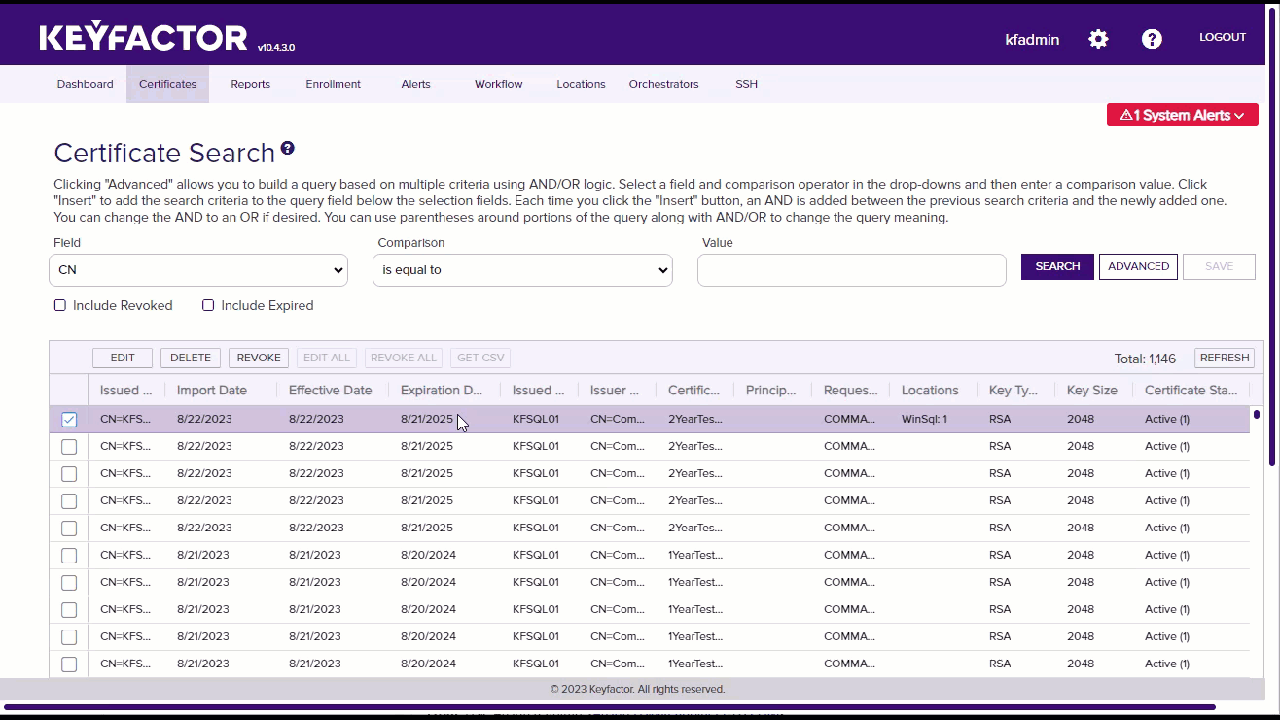 KEYFACTOR v10.4.3.0
kfadmin ? LOGOUT
Dashboard Certificates Reports Enrollment Alerts Workflow Locations Orchestrators SSH
1 System Alerts
Certificate Search ?
Clicking "Advanced" allows you to build a query based on multiple criteria using AND/OR logic. Select a field and comparison operator in the drop-downs and then enter a comparison value. Click
"Insert" to add the search criteria to the query field below the selection fields. Each time you click the "Insert" button, an AND is added between the previous search criteria and the newly added one.
You can change the AND to an OR if desired. You can use parentheses around portions of the query along with AND/OR to change the query meaning.
Field Comparison Value
CN is equal to SEARCH ADVANCED SAVE
Include Revoked Include Expired
EDIT DELETE REVOKE EDIT ALL REVOKE ALL GET CSV Total: 1,146 REFRESH
Issued ... Import Date Effective Date Expiration D... Issued ... Issuer ... Certific... Princip... Reques... Locations Key Ty... Key Size Certificate Sta...
CN=KFS... 8/22/2023 8/22/2023 8/21/2025 KFSQL01 CN=Com... 2YearTes... COMMA... WinSql: 1 RSA 2048 Active (1)
CN=KFS... 8/22/2023 8/22/2023 8/21/2025 KFSQL01 CN=Com... 2YearTes... COMMA... RSA 2048 Active (1)
CN=KFS... 8/22/2023 8/22/2023 8/21/2025 KFSQL01 CN=Com... 2YearTes... COMMA... RSA 2048 Active (1)
CN=KFS... 8/22/2023 8/22/2023 8/21/2025 KFSQL01 CN=Com... 2YearTes... COMMA... RSA 2048 Active (1)
CN=KFS... 8/22/2023 8/22/2023 8/21/2025 KFSQL01 CN=Com... 2YearTes... COMMA... RSA 2048 Active (1)
CN=KFS... 8/21/2023 8/21/2023 8/20/2024 KFSQL01 CN=Com... 1YearTest... COMMA... RSA 2048 Active (1)
CN=KFS... 8/21/2023 8/21/2023 8/20/2024 KFSQL01 CN=Com... 1YearTest... COMMA... RSA 2048 Active (1)
CN=KFS... 8/21/2023 8/21/2023 8/20/2024 KFSQL01 CN=Com... 1YearTest... COMMA... RSA 2048 Active (1)
CN=KFS... 8/21/2023 8/21/2023 8/20/2024 KFSQL01 CN=Com... 1YearTest... COMMA... RSA 2048 Active (1)
CN=KFS... 8/21/2023 8/21/2023 8/20/2024 KFSQL01 CN=Com... 1YearTest... COMMA... RSA 2048 Active (1)
© 2023 Keyfactor. All rights reserved.